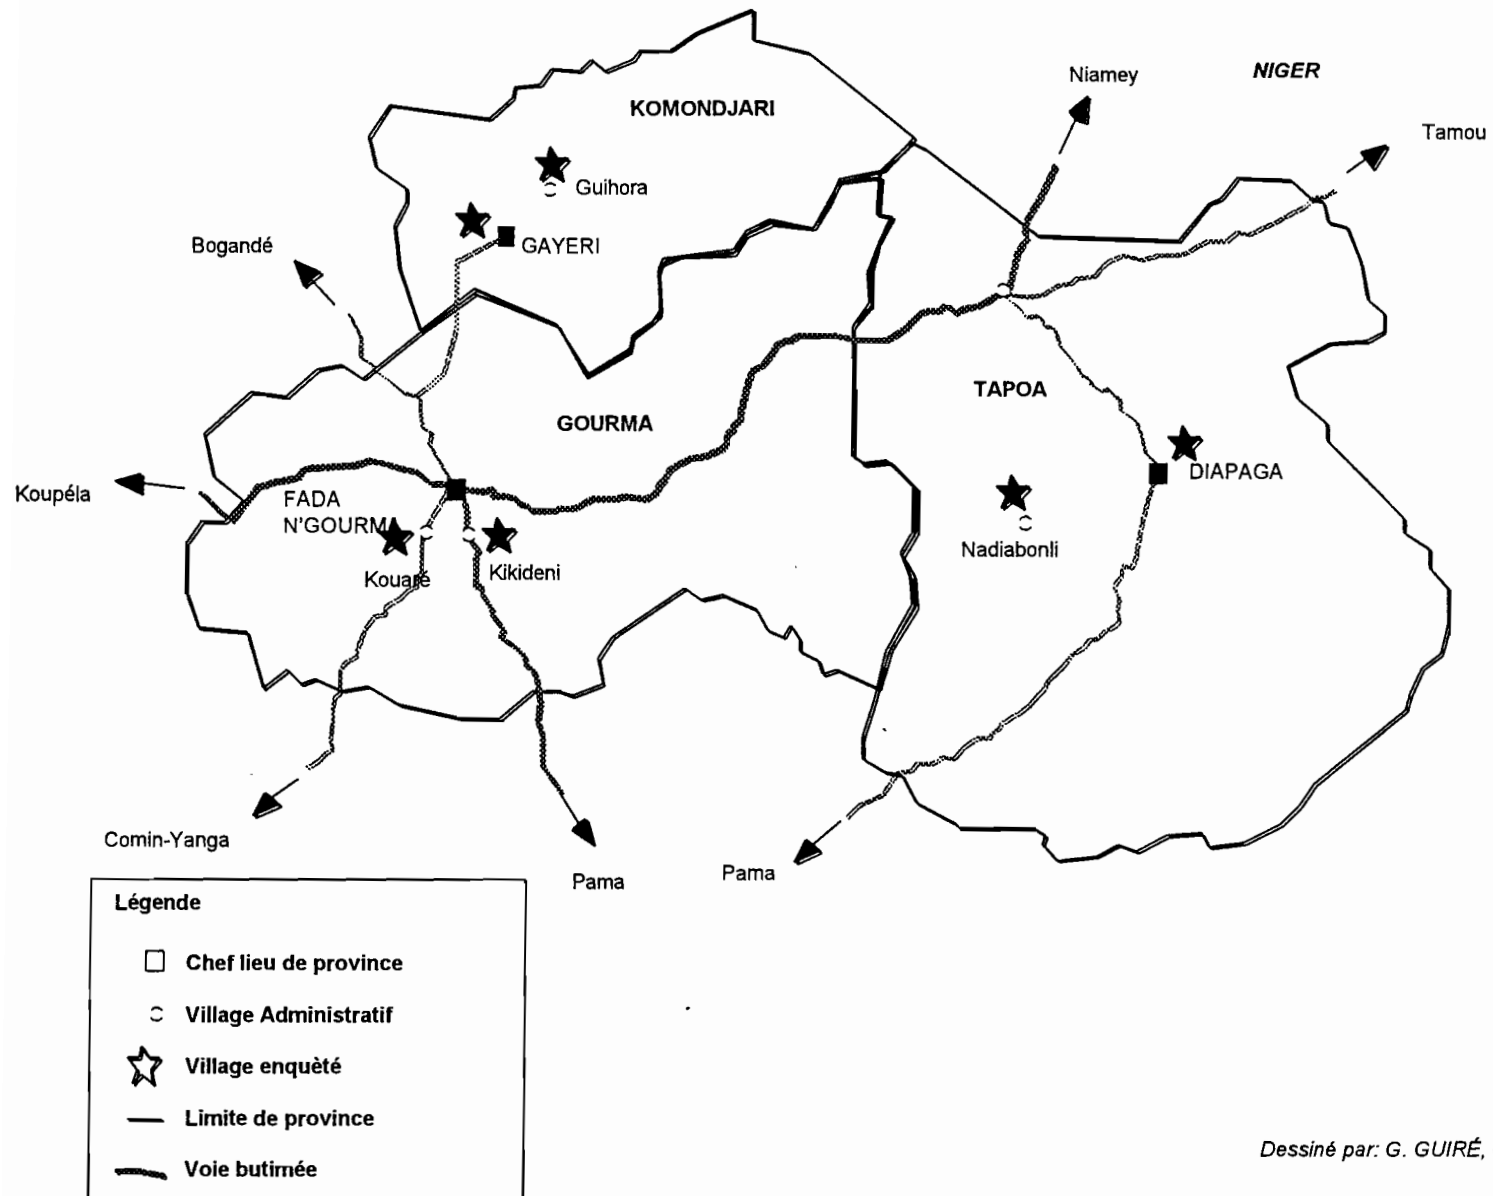 Niamey
NIGER
KOMONDJARI
Tamou
Guihora
Bogandé
GAYERI
TAPOA
GOURMA
DIAPAGA
Koupéla
FADA
N'GOURMA
Nadiabonli
Kouaré
Kikideni
Comin-Yanga
Pama
Pama
Légende
Chef lieu de province
Village Administratif
Village enquèté
Limite de province
Voie butimée
Dessiné par: G. GUIRÉ,